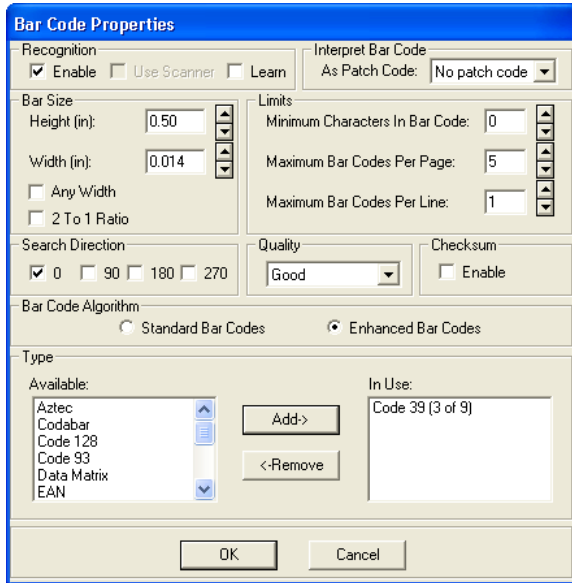 Bar Code Properties
Recognition
Enable Use Scanner Learn
Interpret Bar Code
As Patch Code: No patch code
Bar Size
Height (in): 0.50
Width (in): 0.014
Any Width
2 To 1 Ratio
Limits
Minimum Characters In Bar Code: 0
Maximum Bar Codes Per Page: 5
Maximum Bar Codes Per Line: 1
Search Direction
0 90 180 270
Quality
Good
Checksum
Enable
Bar Code Algorithm
Standard Bar Codes Enhanced Bar Codes
Type
Available:
Aztec
Codabar
Code 128
Code 93
Data Matrix
EAN
Add->
<-Remove
In Use:
Code 39 (3 of 9)
OK Cancel